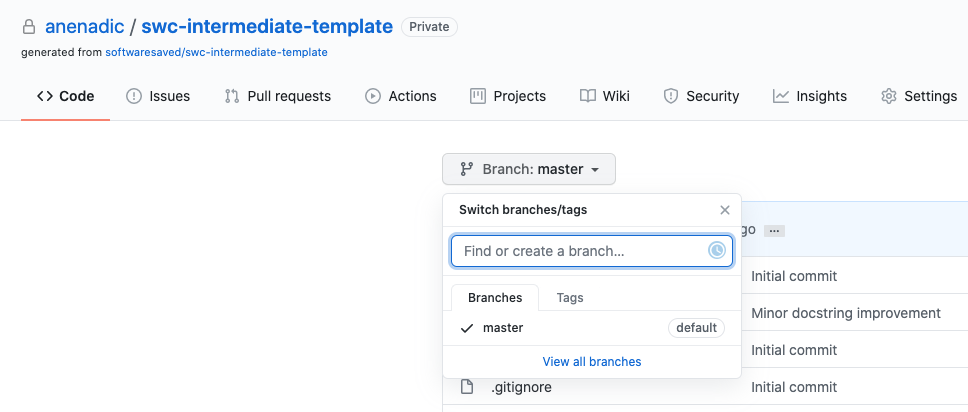 anenadic / swc-intermediate-template Private
generated from softwaresaved/swc-intermediate-template
Code Issues Pull requests Actions Projects Wiki Security Insights Settings
Branch: master
Switch branches/tags
go ...
Find or create a branch...
Initial commit
Branches Tags
Minor docstring improvement
master default
Initial commit
View all branches
.gitignore Initial commit